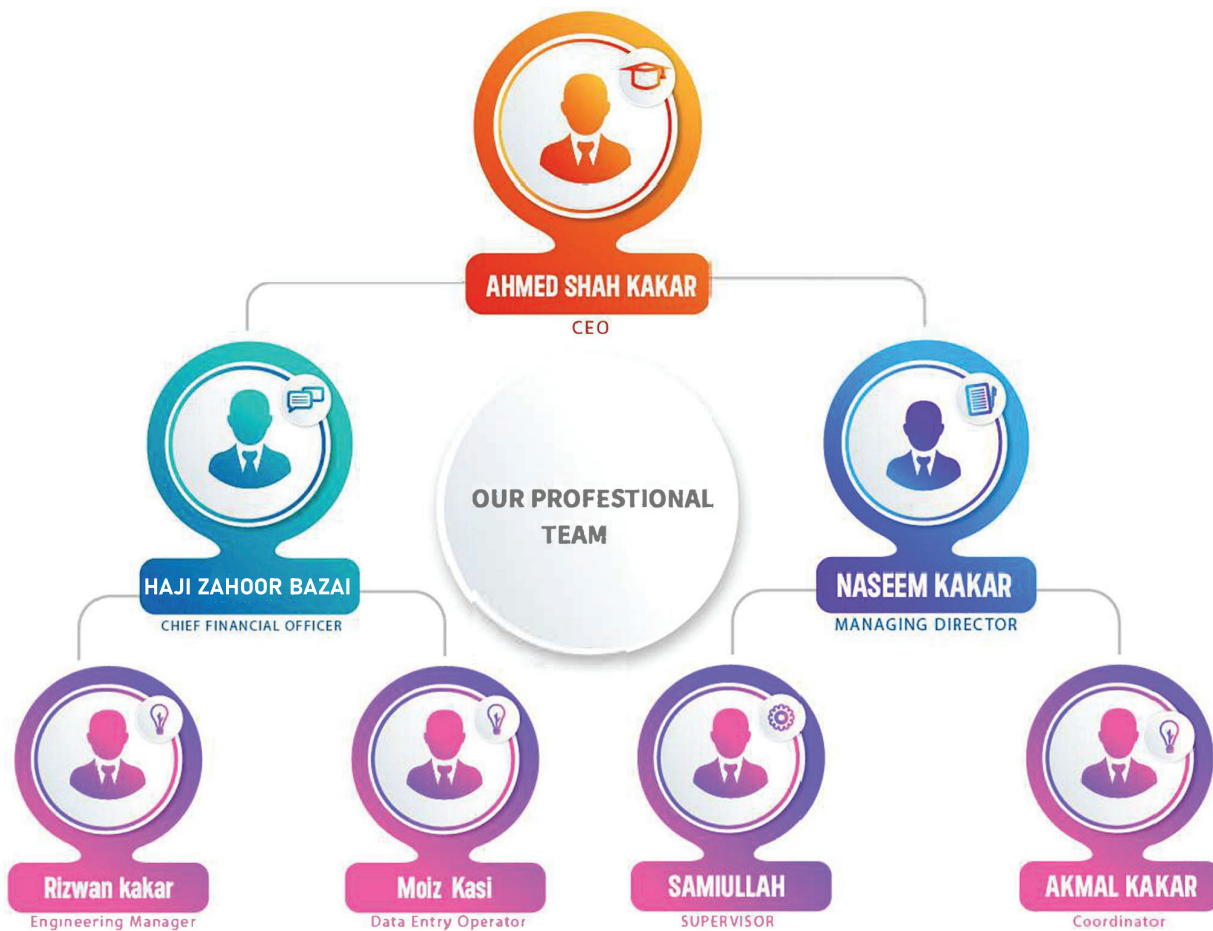 AHMED SHAH KAKAR
CEO
OUR PROFESTIONAL
TEAM
HAJI ZAHOOR BAZAI
CHIEF FINANCIAL OFFICER
NASEEM KAKAR
MANAGING DIRECTOR
Rizwan kakar
Engineering Manager
Moiz Kasi
Data Entry Operator
SAMIULLAH
SUPERVISOR
AKMAL KAKAR
Coordinator